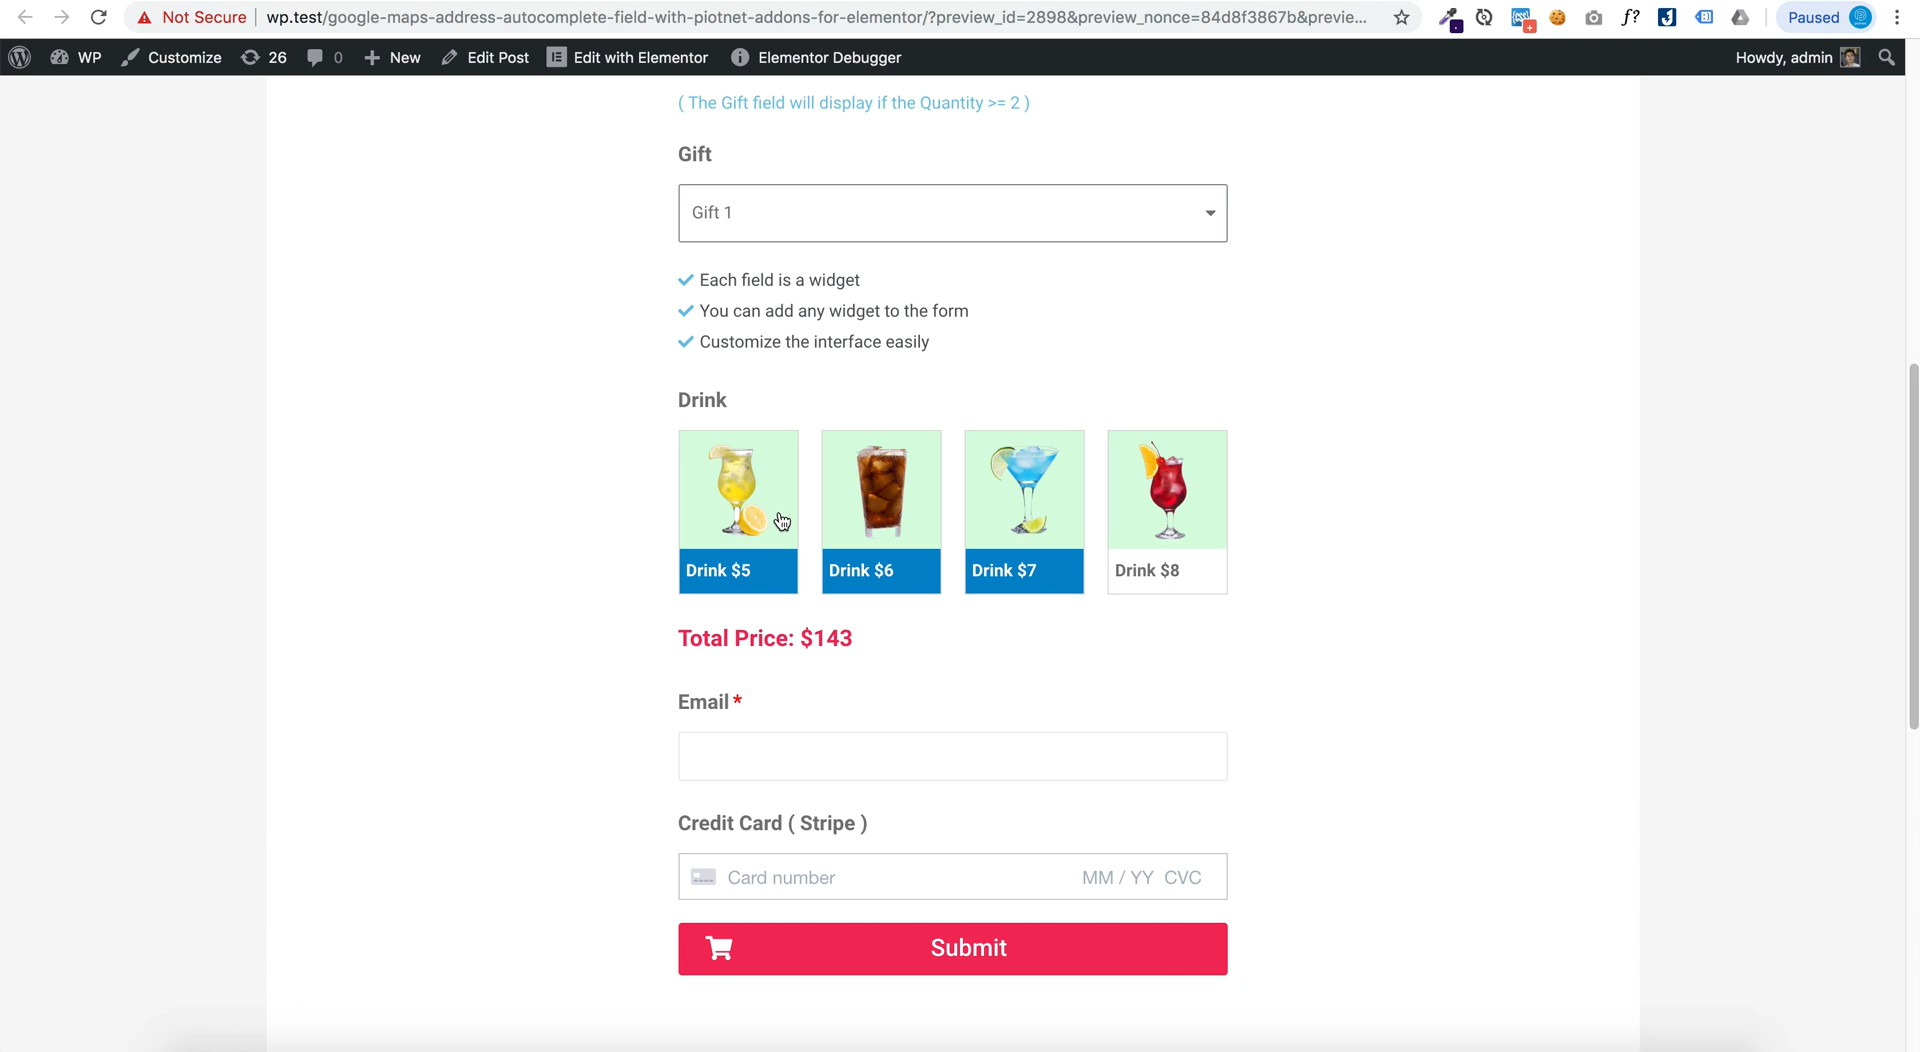 Not Secure wp.test/google-maps-address-autocomplete-field-with-piotnet-addons-for-elementor/?preview_id=2898&preview_nonce=84d8f3867b&previe... f? Paused
WP Customize 26 0 New Edit Post Edit with Elementor Elementor Debugger Howdy, admin
( The Gift field will display if the Quantity >= 2 )
Gift
Gift 1
Each field is a widget
You can add any widget to the form
Customize the interface easily
Drink
Drink $5 Drink $6 Drink $7 Drink $8
Total Price: $143
Email *
Credit Card ( Stripe )
Card number MM / YY CVC
Submit